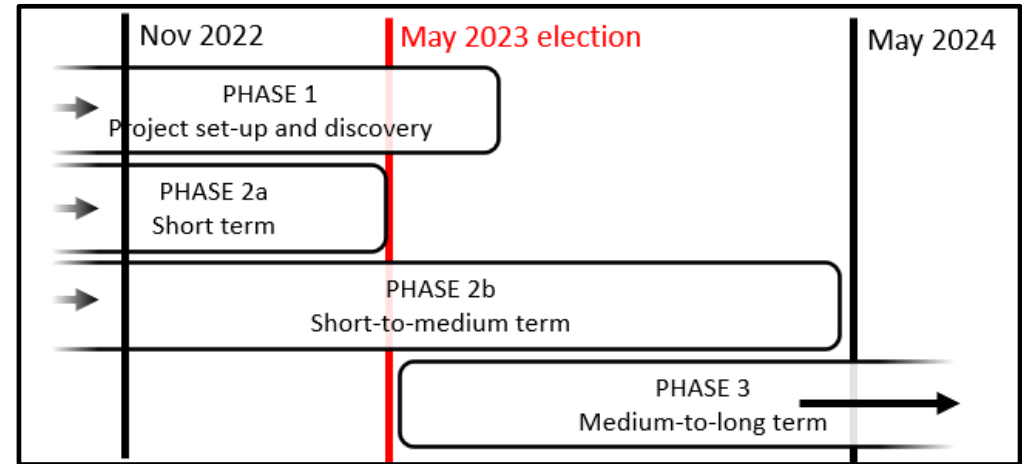 Nov 2022
May 2023 election
May 2024
PHASE 1
Project set-up and discovery
PHASE 2a
Short term
PHASE 2b
Short-to-medium term
PHASE 3
Medium-to-long term